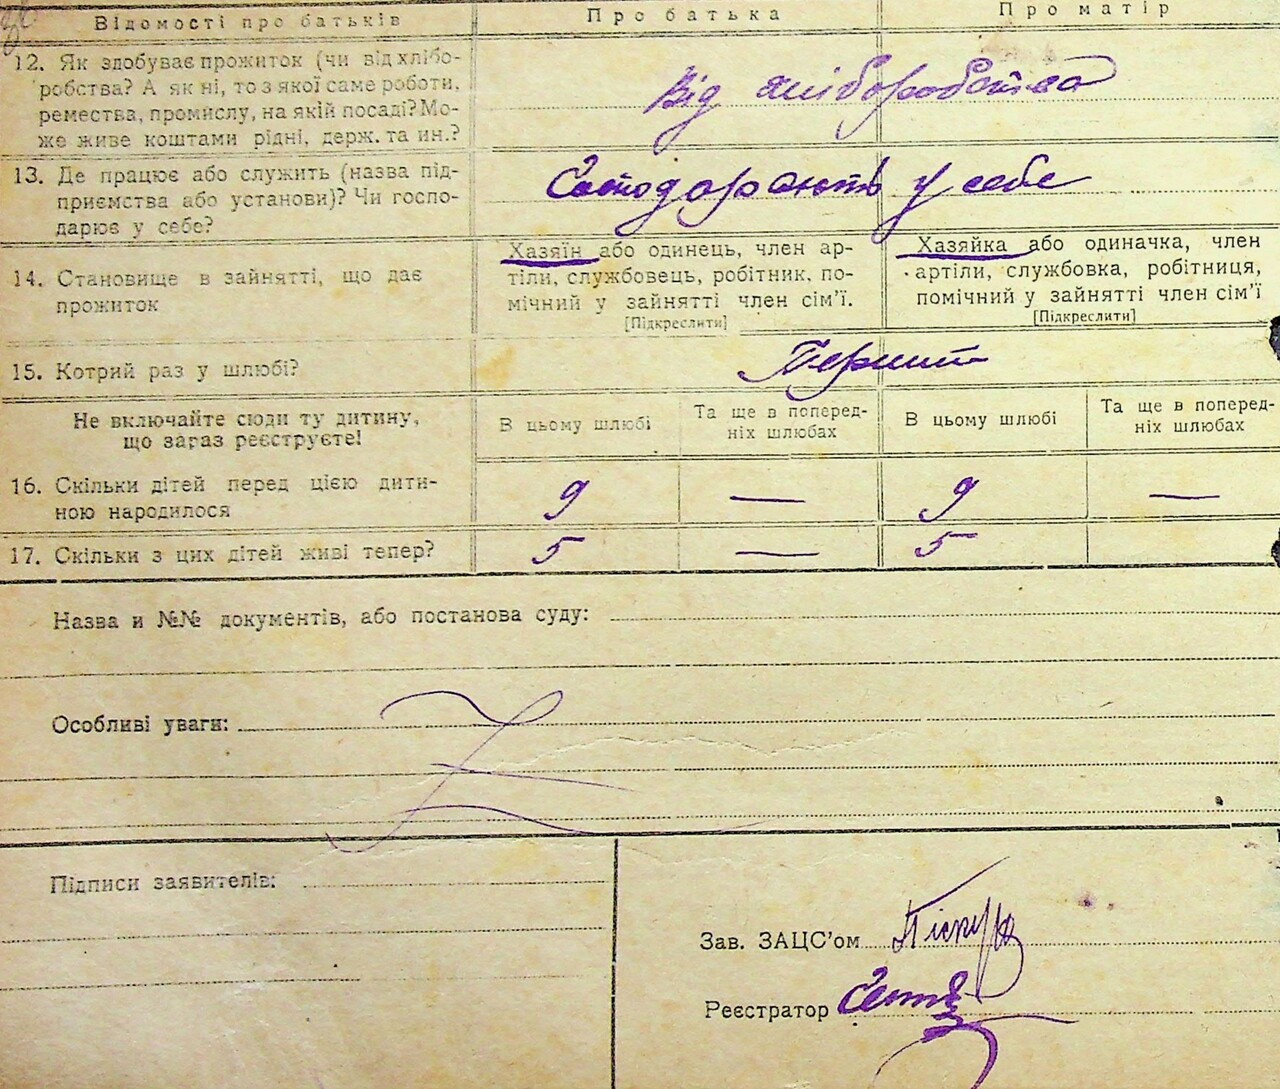 Відомості про батьків
Про батька
Про матір
12. Як здобуває прожиток (чи від хлібо-
робства? А як ні, то з якої саме роботи,
ремества, промислу, на якій посаді? Мо-
же живе коштами рідні, держ. та ин.?
Від хліборобства
13. Де працює або служить (назва під-
приємства або установи)? Чи госпо-
дарює у себе?
Господарюють у себе
14. Становище в зайнятті, що дає
прожиток
Хазяїн або одинець, член ар-
тіли, службовець, робітник, по-
мічний у зайнятті член сім'ї.
[Підкреслити]
Хазяйка або одиначка, член
артіли, службовка, робітниця,
помічний у зайнятті член сім'ї
[Підкреслити]
15. Котрий раз у шлюбі?
Перший
Не включайте сюди ту дитину,
що зараз реєструєте!
В цьому шлюбі
Та ще в поперед-
ніх шлюбах
В цьому шлюбі
Та ще в поперед-
ніх шлюбах
16. Скільки дітей перед цією дити-
ною народилося
9 — 9 —
17. Скільки з цих дітей живі тепер?
5 — 5
Назва и №№ документів, або постанова суду:
Особливі уваги:
Підписи заявителів:
Зав. ЗАЦС'ом
Реєстратор